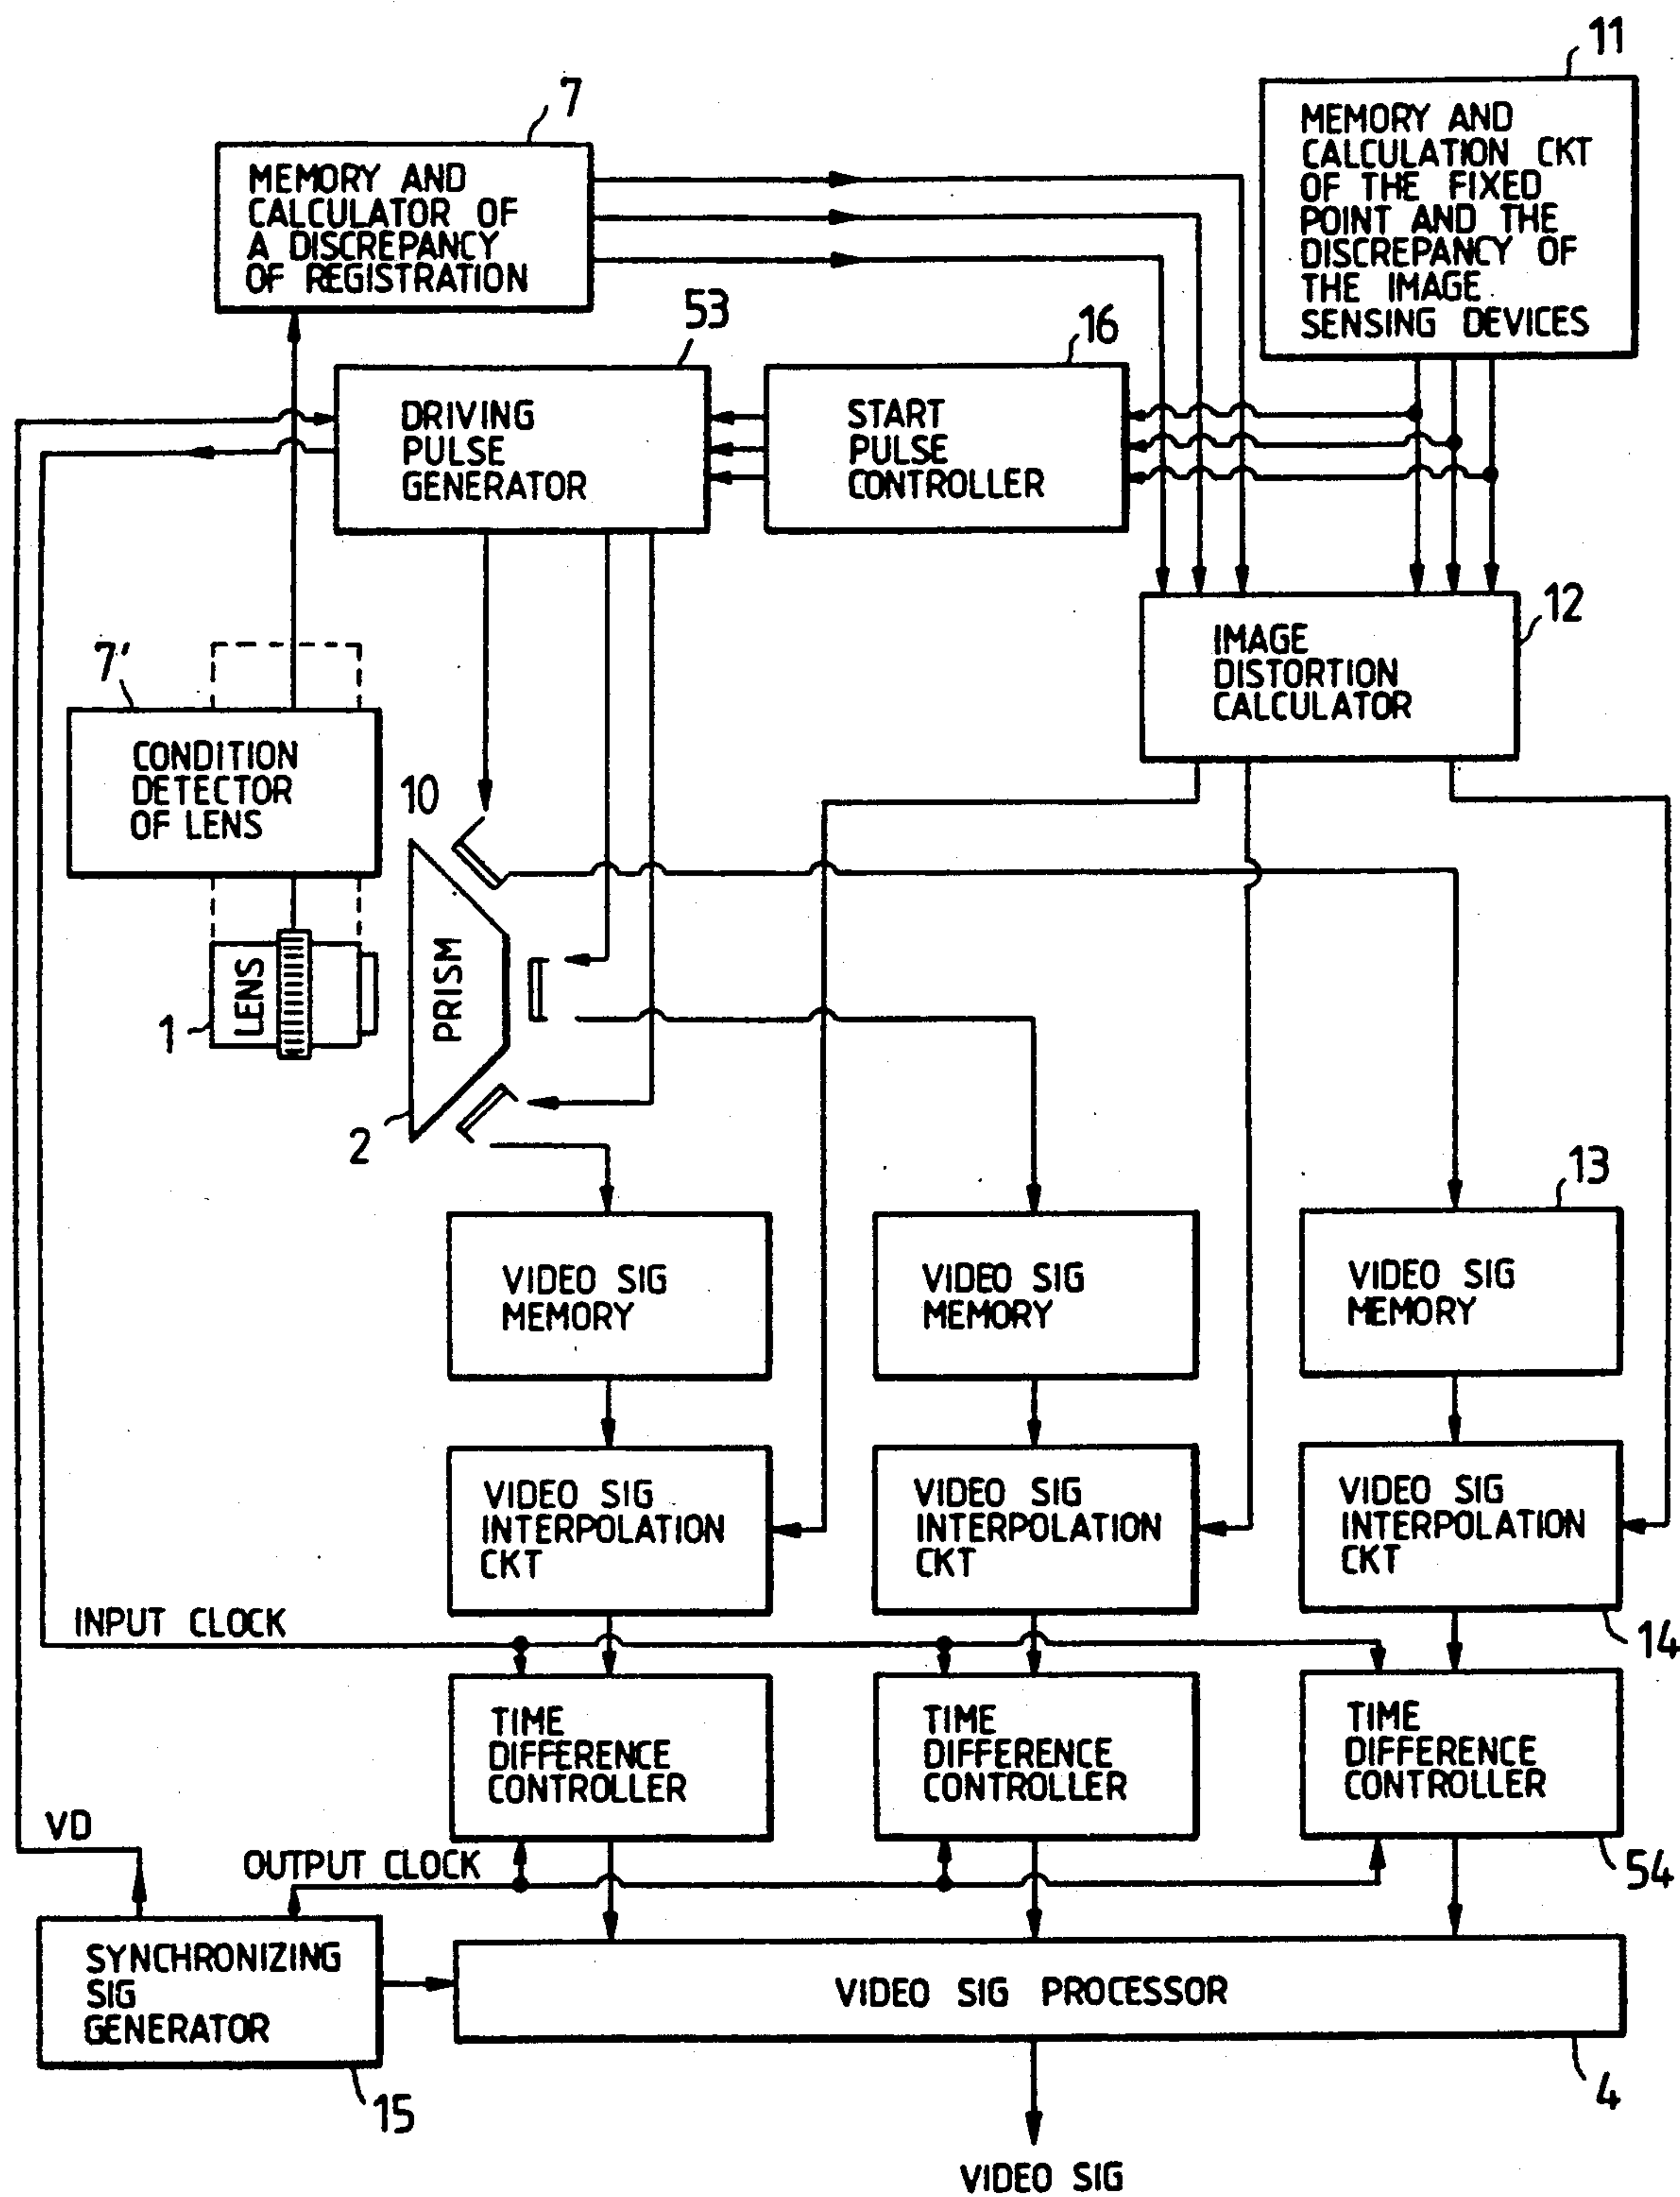 11
7
MEMORY AND
CALCULATION CKT
OF THE FIXED
POINT AND THE
DISCREPANCY OF
THE IMAGE
SENSING DEVICES
MEMORY AND
CALCULATOR OF
A DISCREPANCY
OF REGISTRATION
53
16
DRIVING
PULSE
GENERATOR
START
PULSE
CONTROLLER
12
IMAGE
DISTORTION
CALCULATOR
7'
CONDITION
DETECTOR
OF LENS
10
LENS
PRISM
1
2
13
VIDEO SIG
MEMORY
VIDEO SIG
MEMORY
VIDEO SIG
MEMORY
VIDEO SIG
INTERPOLATION
CKT
VIDEO SIG
INTERPOLATION
CKT
VIDEO SIG
INTERPOLATION
CKT
INPUT CLOCK
14
TIME
DIFFERENCE
CONTROLLER
TIME
DIFFERENCE
CONTROLLER
TIME
DIFFERENCE
CONTROLLER
VD
OUTPUT CLOCK
54
SYNCHRONIZING
SIG
GENERATOR
VIDEO SIG PROCESSOR
15
4
VIDEO SIG